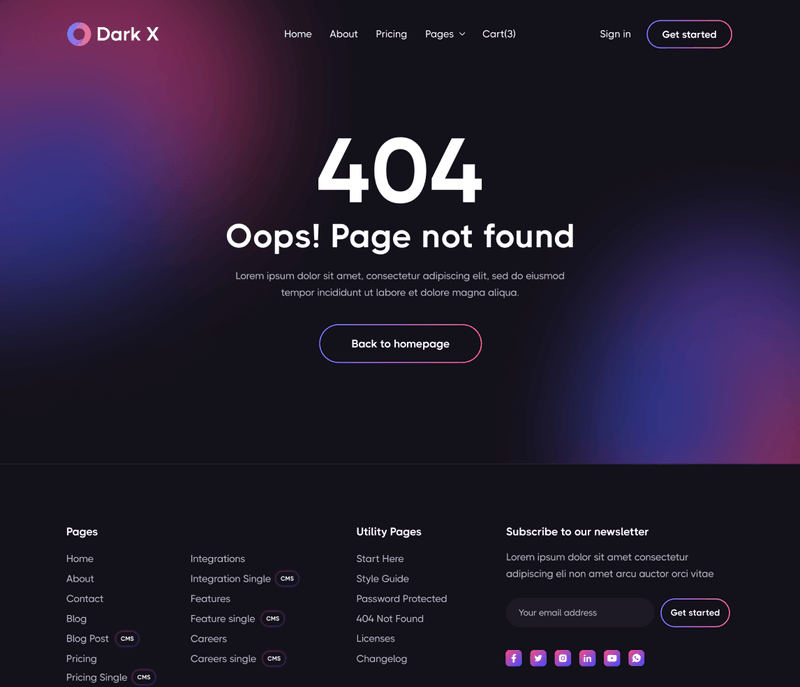 Dark X
Home About Pricing Pages Cart(3)
Sign in Get started
404
Oops! Page not found
Lorem ipsum dolor sit amet, consectetur adipiscing elit, sed do eiusmod
tempor incididunt ut labore et dolore magna aliqua.
Back to homepage
Pages
Home
About
Contact
Blog
Blog Post CMS
Pricing
Pricing Single CMS
Integrations
Integration Single CMS
Features
Feature single CMS
Careers
Careers single CMS
Utility Pages
Start Here
Style Guide
Password Protected
404 Not Found
Licenses
Changelog
Subscribe to our newsletter
Lorem ipsum dolor sit amet consectetur
adipiscing eli non amet arcu auctor orci vitae
Your email address Get started